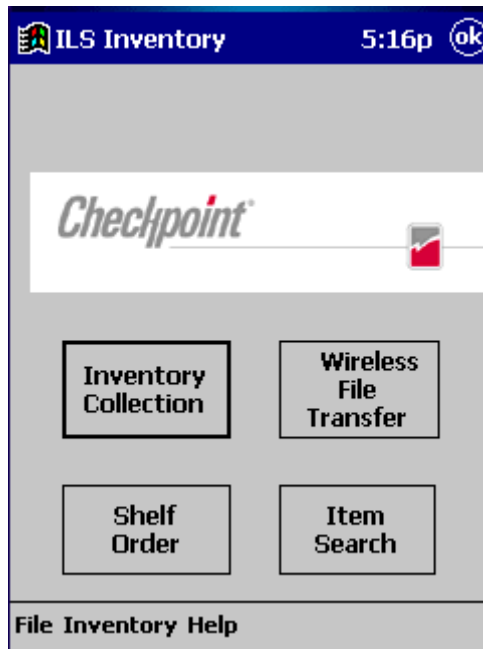 ILS Inventory 5:16p ok
Checkpoint®
Inventory Collection
Wireless File Transfer
Shelf Order
Item Search
File Inventory Help